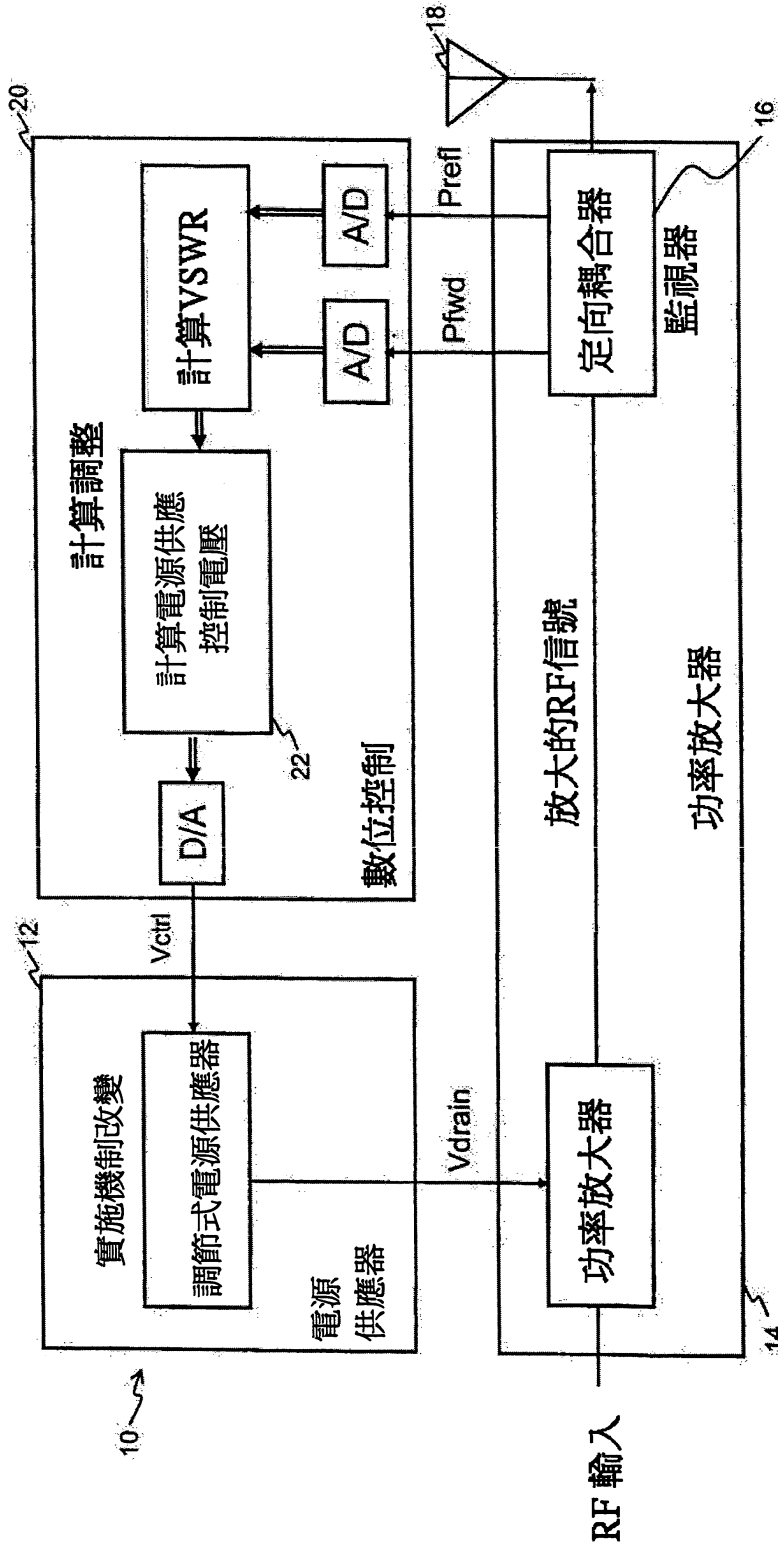 10
12
實施機制改變
調節式電源供應器
電源
供應器
Vctrl
20
計算調整
計算VSWR
計算電源供應
控制電壓
22
D/A
A/D
A/D
數位控制
Vdrain
Pfwd
Prefl
18
RF 輸入
功率放大器
放大的RF信號
定向耦合器
監視器
16
功率放大器
14